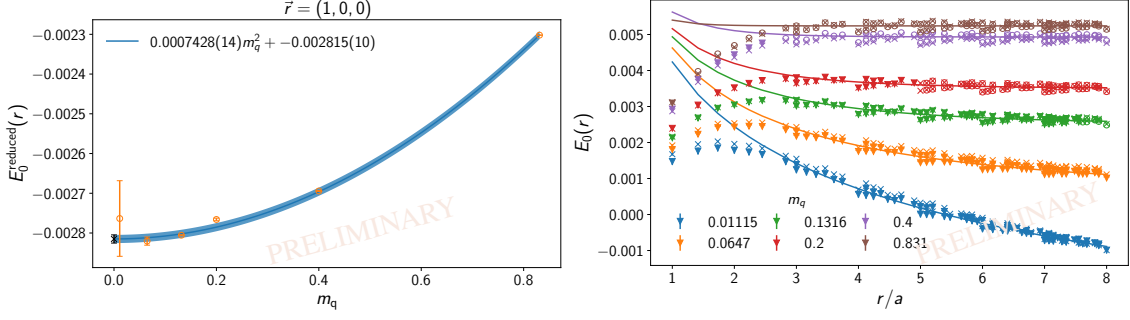 r⃗ = (1, 0, 0)
0.0007428(14)m_q^2 + −0.002815(10)
E_0^reduced(r)
−0.0023
−0.0024
−0.0025
−0.0026
−0.0027
−0.0028
0.0 0.2 0.4 0.6 0.8
m_q
PRELIMINARY
E_0(r)
0.005
0.004
0.003
0.002
0.001
0.000
−0.001
m_q
0.01115 0.1316 0.4
0.0647 0.2 0.831
PRELIMINARY
1 2 3 4 5 6 7 8
r/a